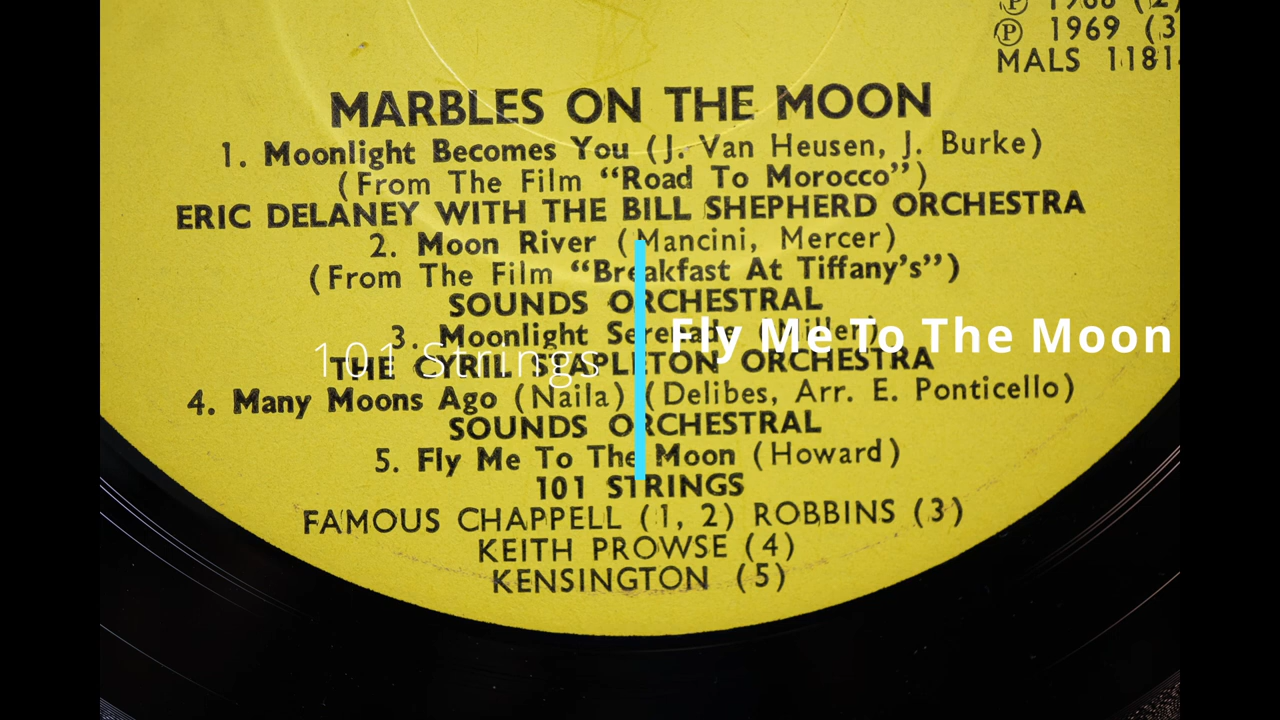 ℗ 1968 (2)
℗ 1969 (3
MALS 1181
MARBLES ON THE MOON
1. Moonlight Becomes You (J. Van Heusen, J. Burke)
(From The Film “Road To Morocco”)
ERIC DELANEY WITH THE BILL SHEPHERD ORCHESTRA
2. Moon River (Mancini, Mercer)
(From The Film “Breakfast At Tiffany’s”)
SOUNDS ORCHESTRAL
3. Moonlight Serenade (Miller)
THE CYRIL STAPLETON ORCHESTRA
4. Many Moons Ago (Naila) (Delibes, Arr. E. Ponticello)
SOUNDS ORCHESTRAL
5. Fly Me To The Moon (Howard)
101 STRINGS
FAMOUS CHAPPELL (1, 2) ROBBINS (3)
KEITH PROWSE (4)
KENSINGTON (5)
101 Strings
Fly Me To The Moon